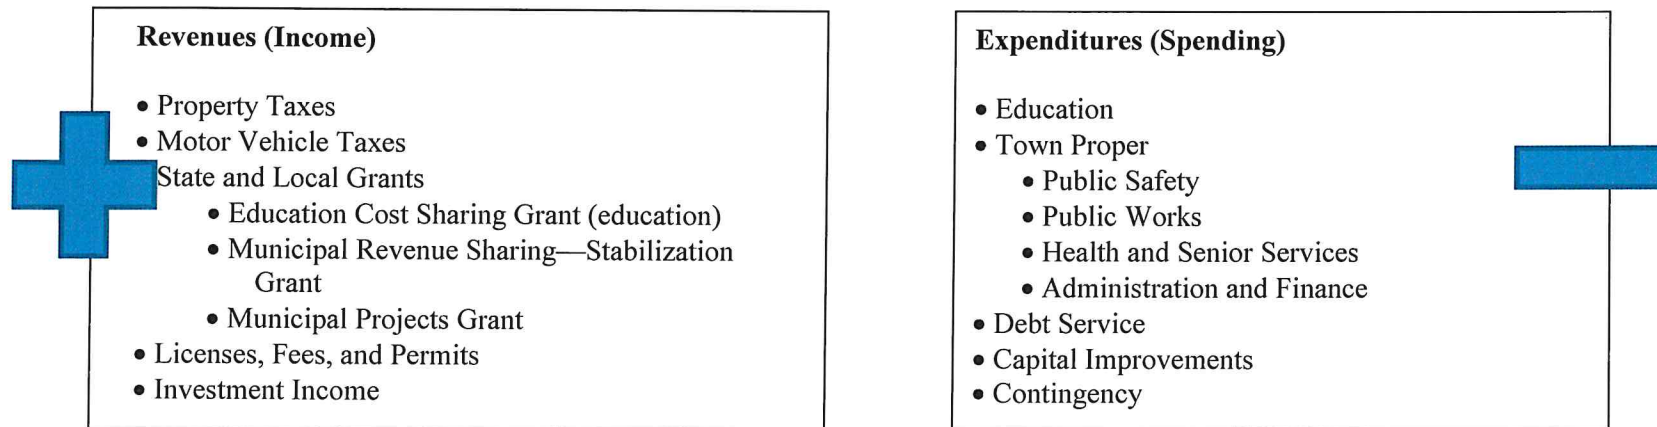 Revenues (Income)
• Property Taxes
• Motor Vehicle Taxes
State and Local Grants
• Education Cost Sharing Grant (education)
• Municipal Revenue Sharing—Stabilization
Grant
• Municipal Projects Grant
• Licenses, Fees, and Permits
• Investment Income
Expenditures (Spending)
• Education
• Town Proper
• Public Safety
• Public Works
• Health and Senior Services
• Administration and Finance
• Debt Service
• Capital Improvements
• Contingency